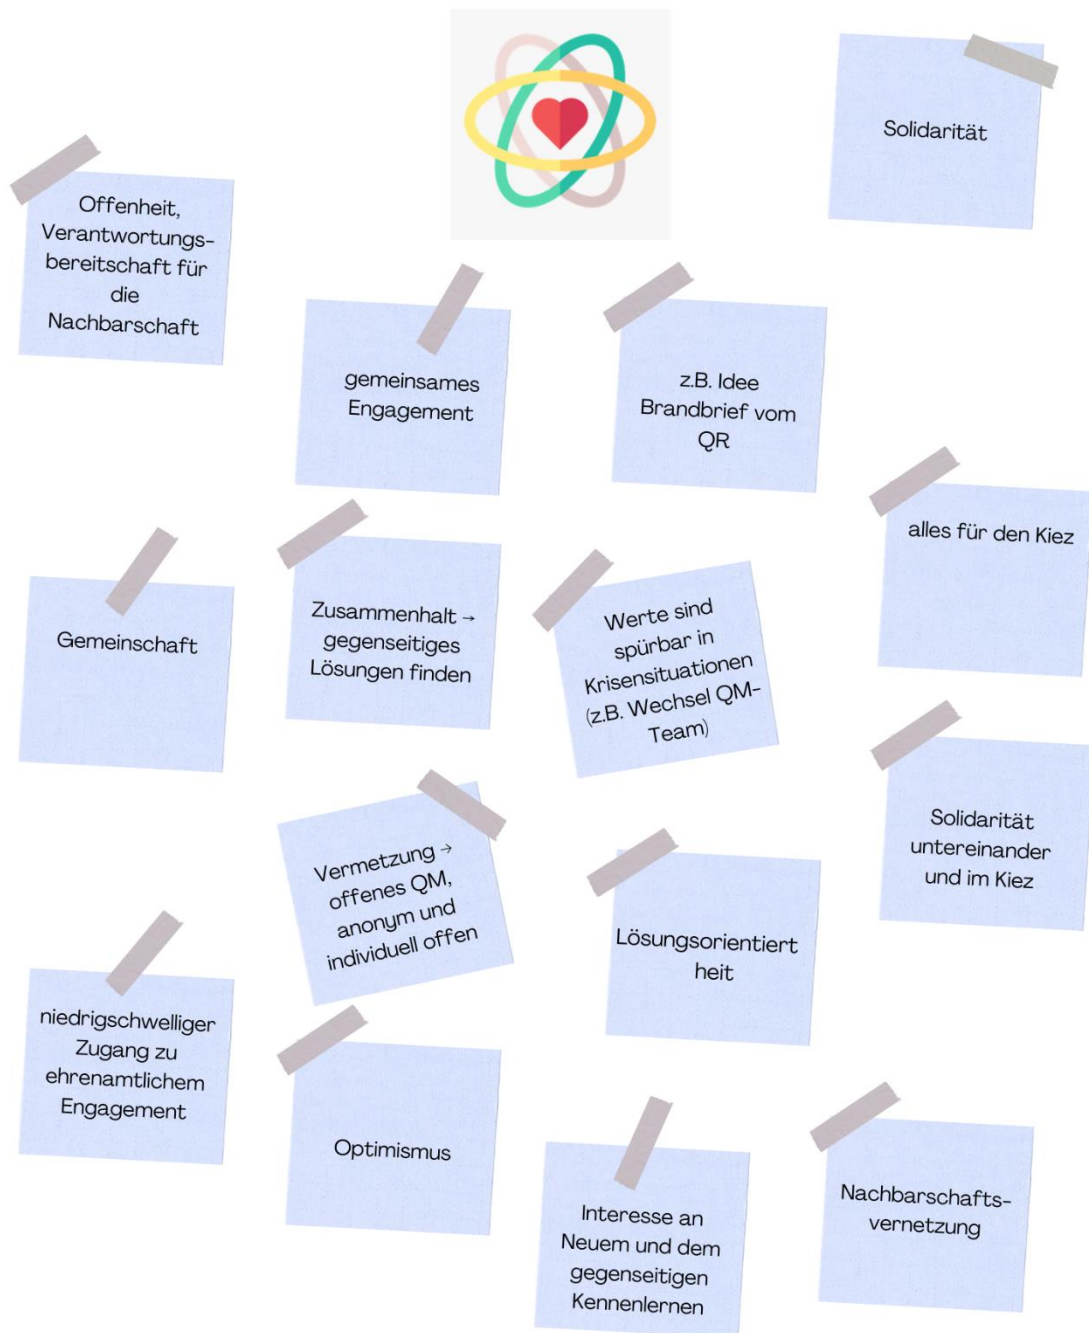 Solidarität
Offenheit,
Verantwortungs-
bereitschaft für
die
Nachbarschaft
gemeinsames
Engagement
z.B. Idee
Brandbrief vom
QR
alles für den Kiez
Gemeinschaft
Zusammenhalt →
gegenseitiges
Lösungen finden
Werte sind
spürbar in
Krisensituationen
(z.B. Wechsel QM-
Team)
Solidarität
untereinander
und im Kiez
Vermetzung →
offenes QM,
anonym und
individuell offen
Lösungsorientiert
heit
niedrigschwelliger
Zugang zu
ehrenamtlichem
Engagement
Optimismus
Interesse an
Neuem und dem
gegenseitigen
Kennenlernen
Nachbarschafts-
vernetzung